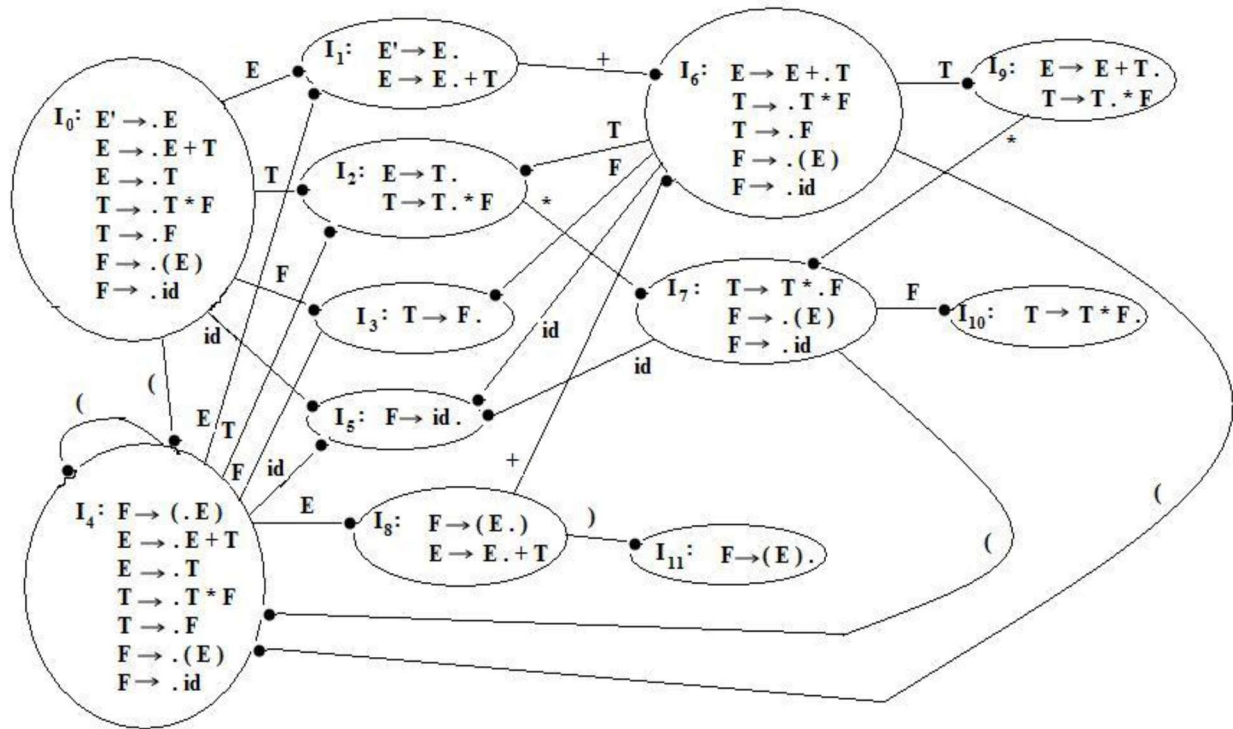 I0: E' → . E
E → . E + T
E → . T
T → . T * F
T → . F
F → . ( E )
F → . id
E
T
F
id
(
I1: E' → E .
E → E . + T
I2: E → T .
T → T . * F
I3: T → F .
I5: F → id .
(
I4: F → ( . E )
E → . E + T
E → . T
T → . T * F
T → . F
F → . ( E )
F → . id
E
T
F
id
E
I8: F → ( E . )
E → E . + T
)
I11: F → ( E ) .
+
+
T
F
id
*
id
I6: E → E + . T
T → . T * F
T → . F
F → . ( E )
F → . id
T
I9: E → E + T .
T → T . * F
*
I7: T → T * . F
F → . ( E )
F → . id
F
I10: T → T * F .
(
(